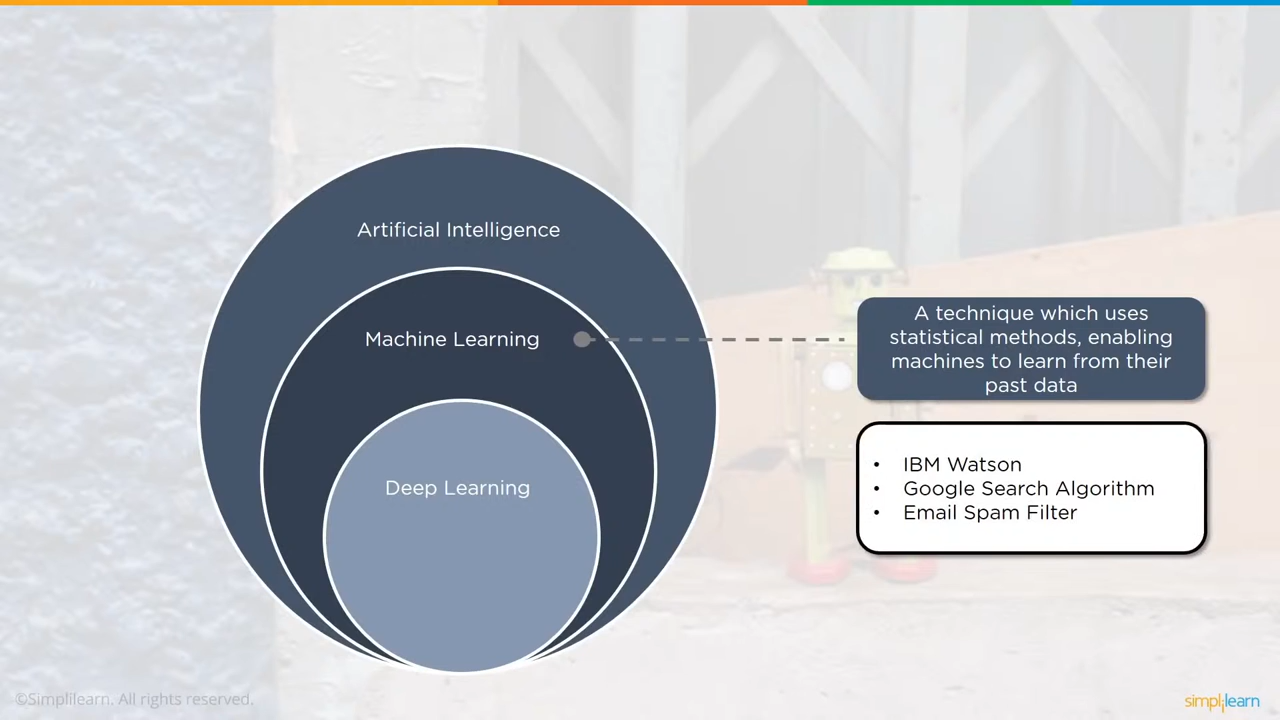 Artificial Intelligence
Machine Learning
Deep Learning
A technique which uses
statistical methods, enabling
machines to learn from their
past data
• IBM Watson
• Google Search Algorithm
• Email Spam Filter
©Simplilearn. All rights reserved.
simplilearn